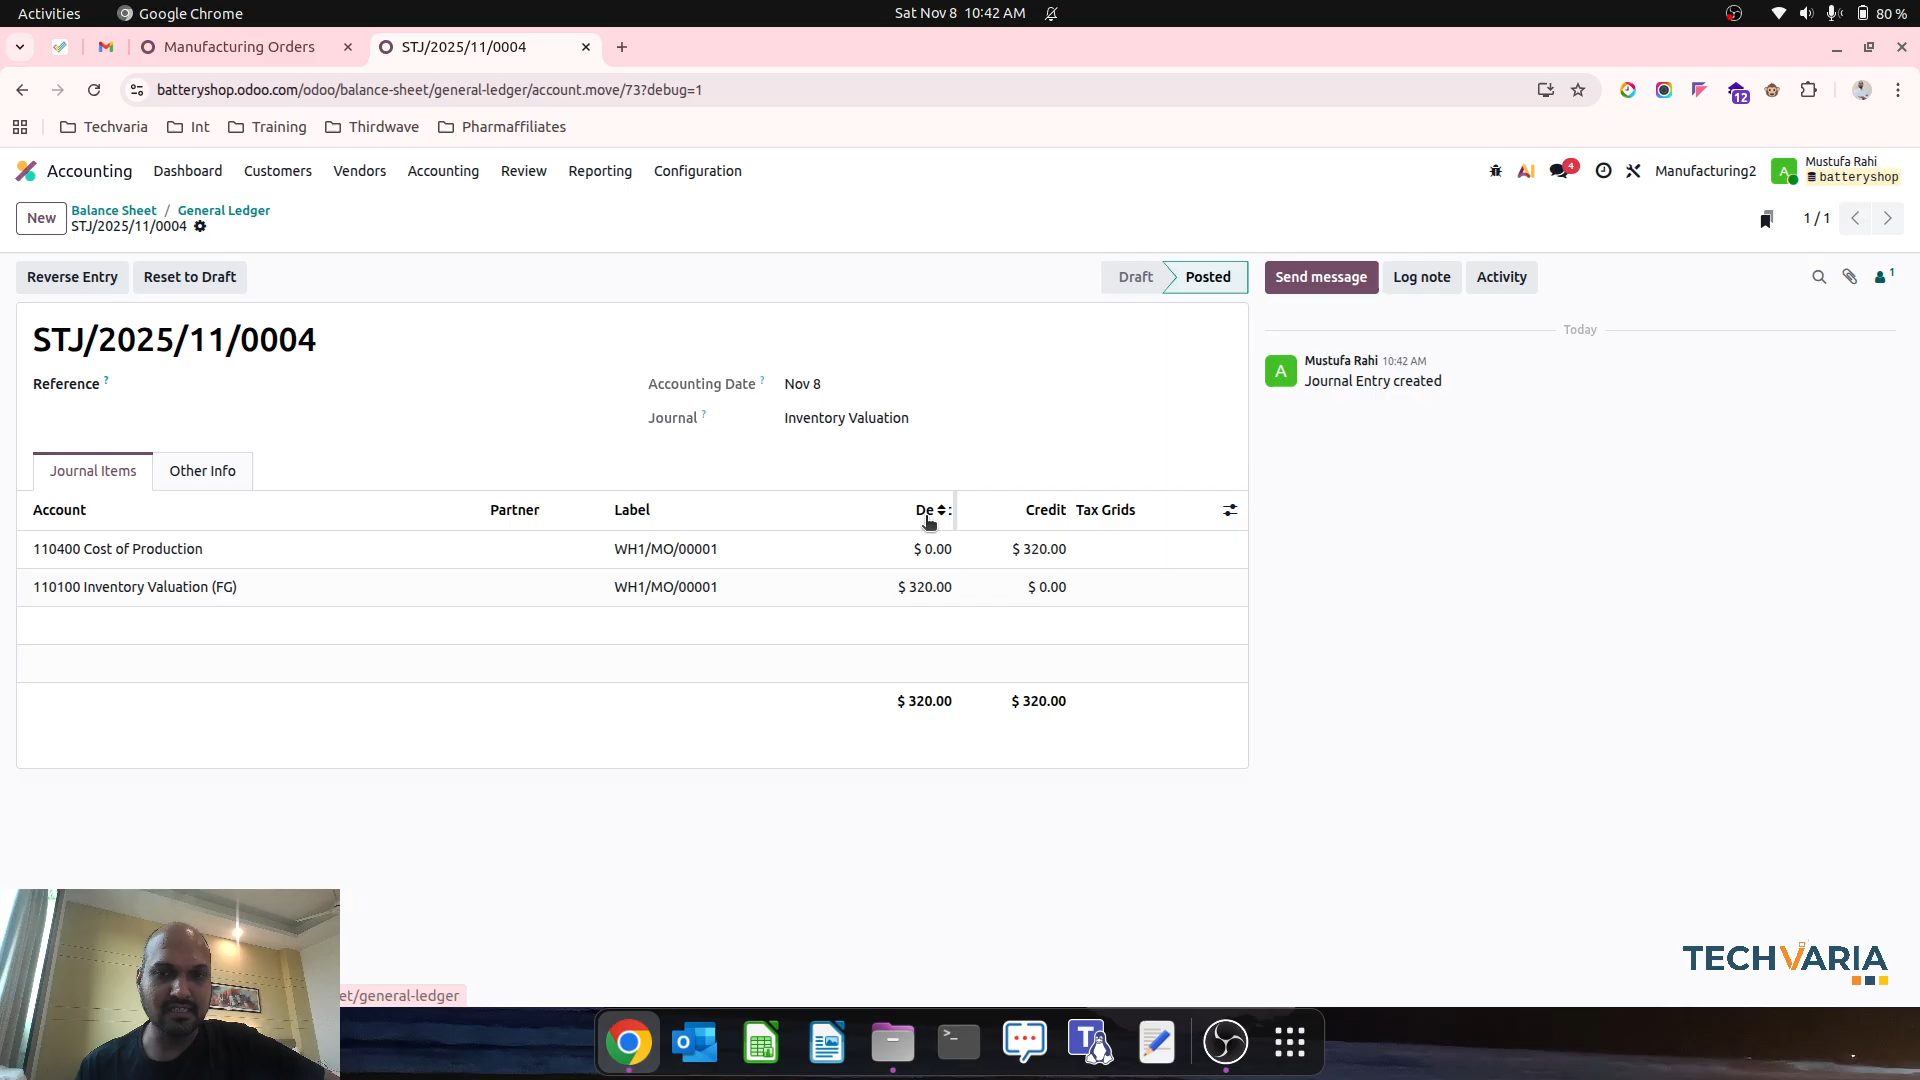 Activities Google Chrome Sat Nov 8 10:42 AM 80 %
Manufacturing Orders STJ/2025/11/0004
batteryshop.odoo.com/odoo/balance-sheet/general-ledger/account.move/73?debug=1 12
Techvaria Int Training Thirdwave Pharmaffiliates
Accounting Dashboard Customers Vendors Accounting Review Reporting Configuration AI 4 Manufacturing2 A Mustufa Rahi
batteryshop
New Balance Sheet / General Ledger
STJ/2025/11/0004 1 / 1
Reverse Entry Reset to Draft Draft Posted Send message Log note Activity 1
STJ/2025/11/0004
Today
Reference ? Accounting Date ? Nov 8
A Mustufa Rahi 10:42 AM
Journal Entry created
Journal ? Inventory Valuation
Journal Items Other Info
Account Partner Label De Credit Tax Grids
110400 Cost of Production WH1/MO/00001 $ 0.00 $ 320.00
110100 Inventory Valuation (FG) WH1/MO/00001 $ 320.00 $ 0.00
$ 320.00 $ 320.00
TECHVARIA
et/general-ledger